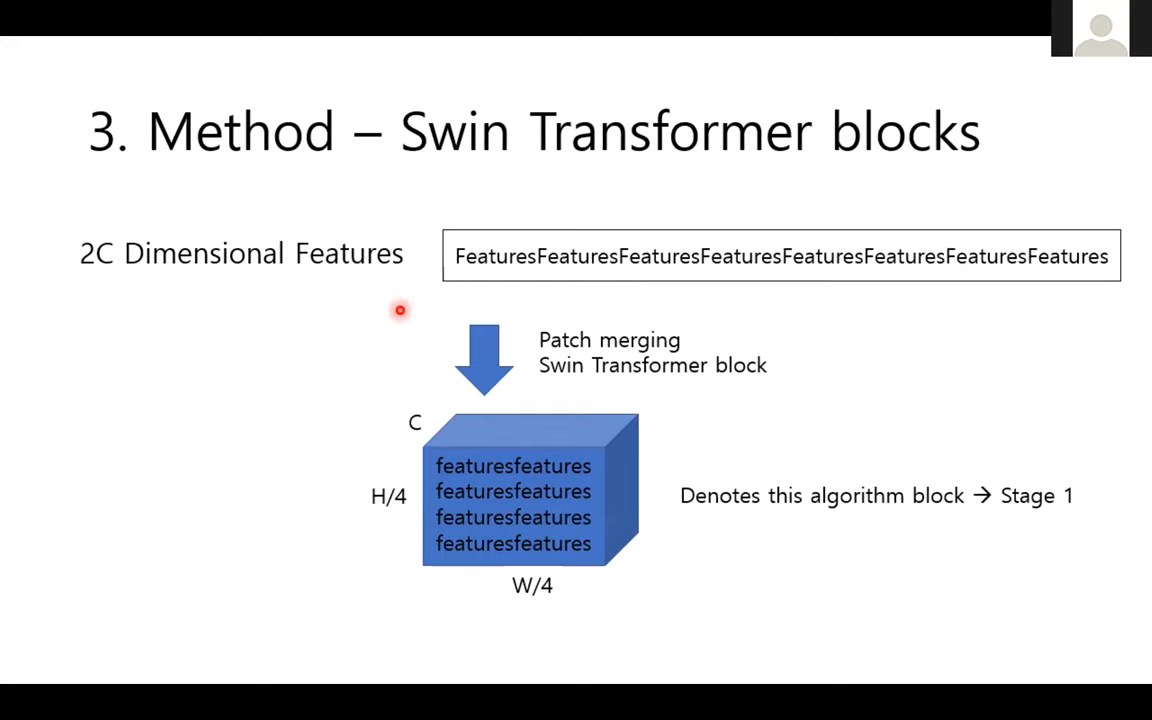 3. Method – Swin Transformer blocks
2C Dimensional Features
FeaturesFeaturesFeaturesFeaturesFeaturesFeaturesFeaturesFeatures
Patch merging
Swin Transformer block
C
featuresfeatures
featuresfeatures
featuresfeatures
featuresfeatures
H/4
Denotes this algorithm block → Stage 1
W/4